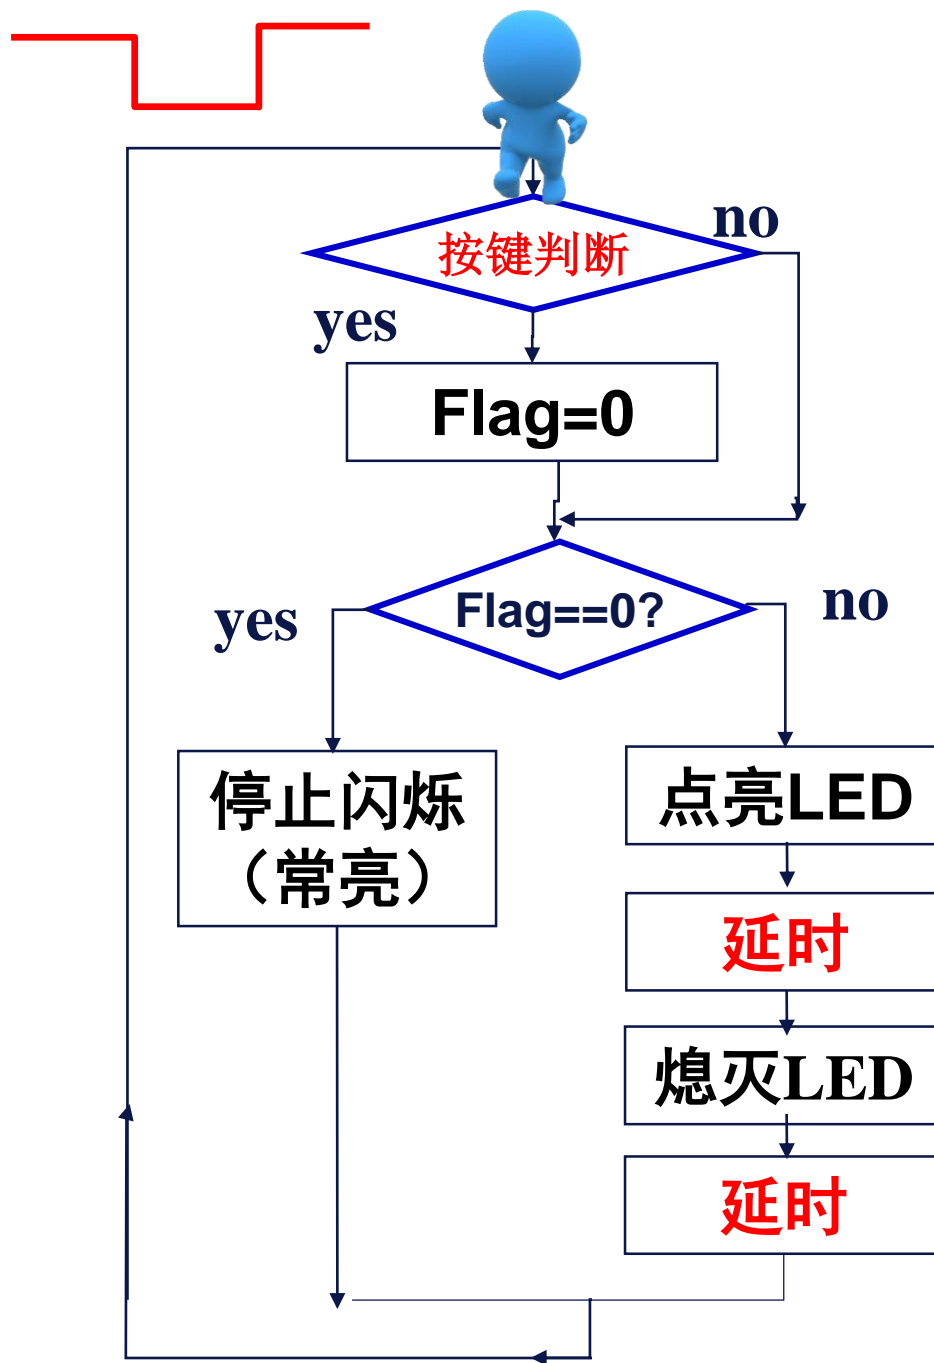 no
按键判断
yes
Flag=0
yes
Flag==0?
no
停止闪烁
（常亮）
点亮LED
延时
熄灭LED
延时